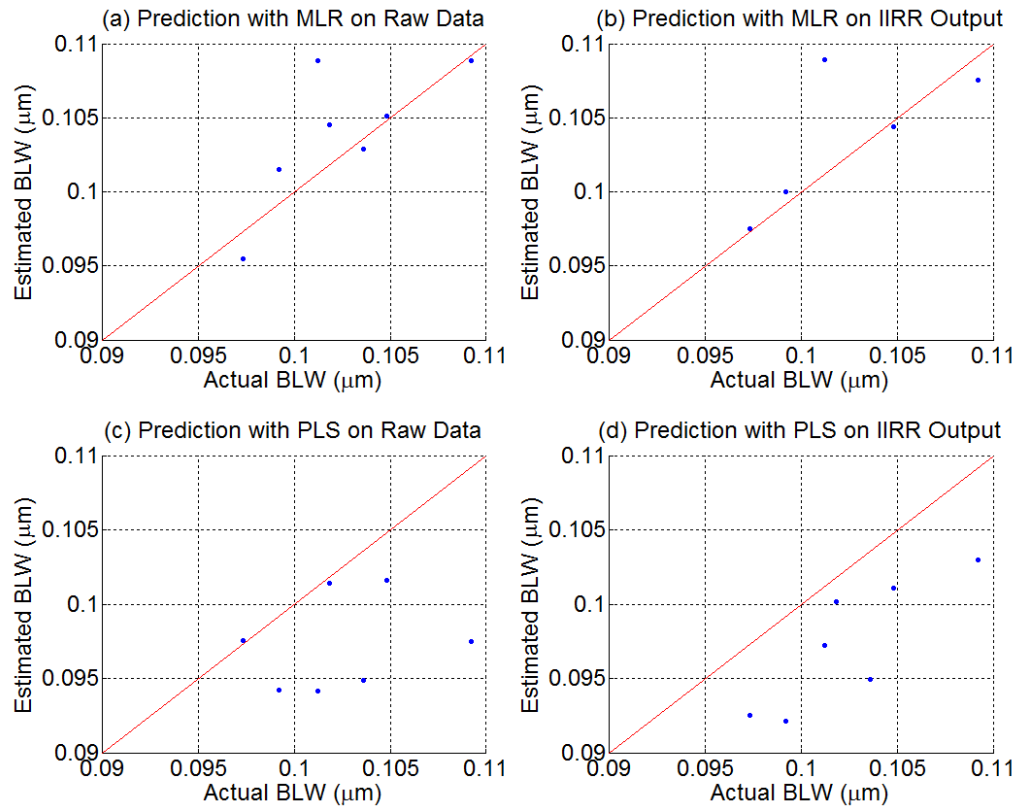 (a) Prediction with MLR on Raw Data
0.11
0.105
0.1
0.095
0.09
Estimated BLW (μm)
0.09 0.095 0.1 0.105 0.11
Actual BLW (μm)
(b) Prediction with MLR on IIRR Output
0.11
0.105
0.1
0.095
0.09
Estimated BLW (μm)
0.09 0.095 0.1 0.105 0.11
Actual BLW (μm)
(c) Prediction with PLS on Raw Data
0.11
0.105
0.1
0.095
0.09
Estimated BLW (μm)
0.09 0.095 0.1 0.105 0.11
Actual BLW (μm)
(d) Prediction with PLS on IIRR Output
0.11
0.105
0.1
0.095
0.09
Estimated BLW (μm)
0.09 0.095 0.1 0.105 0.11
Actual BLW (μm)